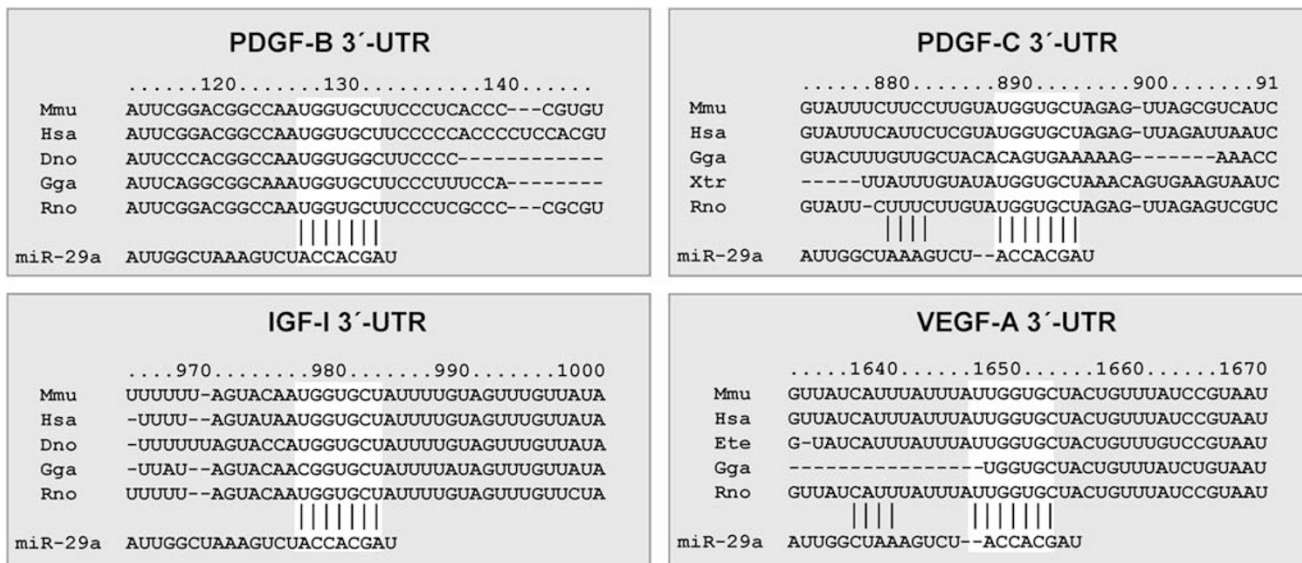 PDGF-B 3´-UTR
......120.......130.......140......
Mmu AUUCGGACGGCCAAUGGUGCUUCCCUCACCC---CGUGU
Hsa AUUCGGACGGCCAAUGGUGCUUCCCCCACCCCUCCACGU
Dno AUUCCCACGGCCAAUGGUGGCUUCCCC------------
Gga AUUCAGGCGGCAAAUGGUGCUUCCCUUUCCA--------
Rno AUUCGGACGGCCAAUGGUGCUUCCCUCGCCC---CGCGU
|||||||
miR-29a AUUGGCUAAAGUCUACCACGAU
PDGF-C 3´-UTR
......880.......890.......900.......91
Mmu GUAUUUCUUCCUUGUAUGGUGCUAGAG-UUAGCGUCAUC
Hsa GUAUUUCAUUCUCGUAUGGUGCUAGAG-UUAGAUUAAUC
Gga GUACUUUGUUGCUACACAGUGAAAAAG-------AAACC
Xtr -----UUAUUUGUAUAUGGUGCUAAACAGUGAAGUAAUC
Rno GUAUU-CUUUCUUGUAUGGUGCUAGAG-UUAGAGUCGUC
|||| |||||||
miR-29a AUUGGCUAAAGUCU--ACCACGAU
IGF-I 3´-UTR
....970.......980.......990.......1000
Mmu UUUUUU-AGUACAAUGGUGCUAUUUUGUAGUUUGUUAUA
Hsa -UUUU--AGUAUAAUGGUGCUAUUUUGUAGUUUGUUAUA
Dno -UUUUUUAGUACCAUGGUGCUAUUUUGUAGUUUGUUAUA
Gga -UUAU--AGUACAACGGUGCUAUUUUAUAGUUUGUUAUA
Rno UUUUU--AGUACAAUGGUGCUAUUUUGUAGUUUGUUCUA
|||||||
miR-29a AUUGGCUAAAGUCUACCACGAU
VEGF-A 3´-UTR
.....1640......1650......1660......1670
Mmu GUUAUCAUUUAUUUAUUGGUGCUACUGUUUAUCCGUAAU
Hsa GUUAUCAUUUAUUUAUUGGUGCUACUGUUUAUCCGUAAU
Ete G-UAUCAUUUAUUUAUUGGUGCUACUGUUUGUCCGUAAU
Gga ----------------UGGUGCUACUGUUUAUCUGUAAU
Rno GUUAUCAUUUAUUUAUUGGUGCUACUGUUUAUCCGUAAU
|||| |||||||
miR-29a AUUGGCUAAAGUCU--ACCACGAU